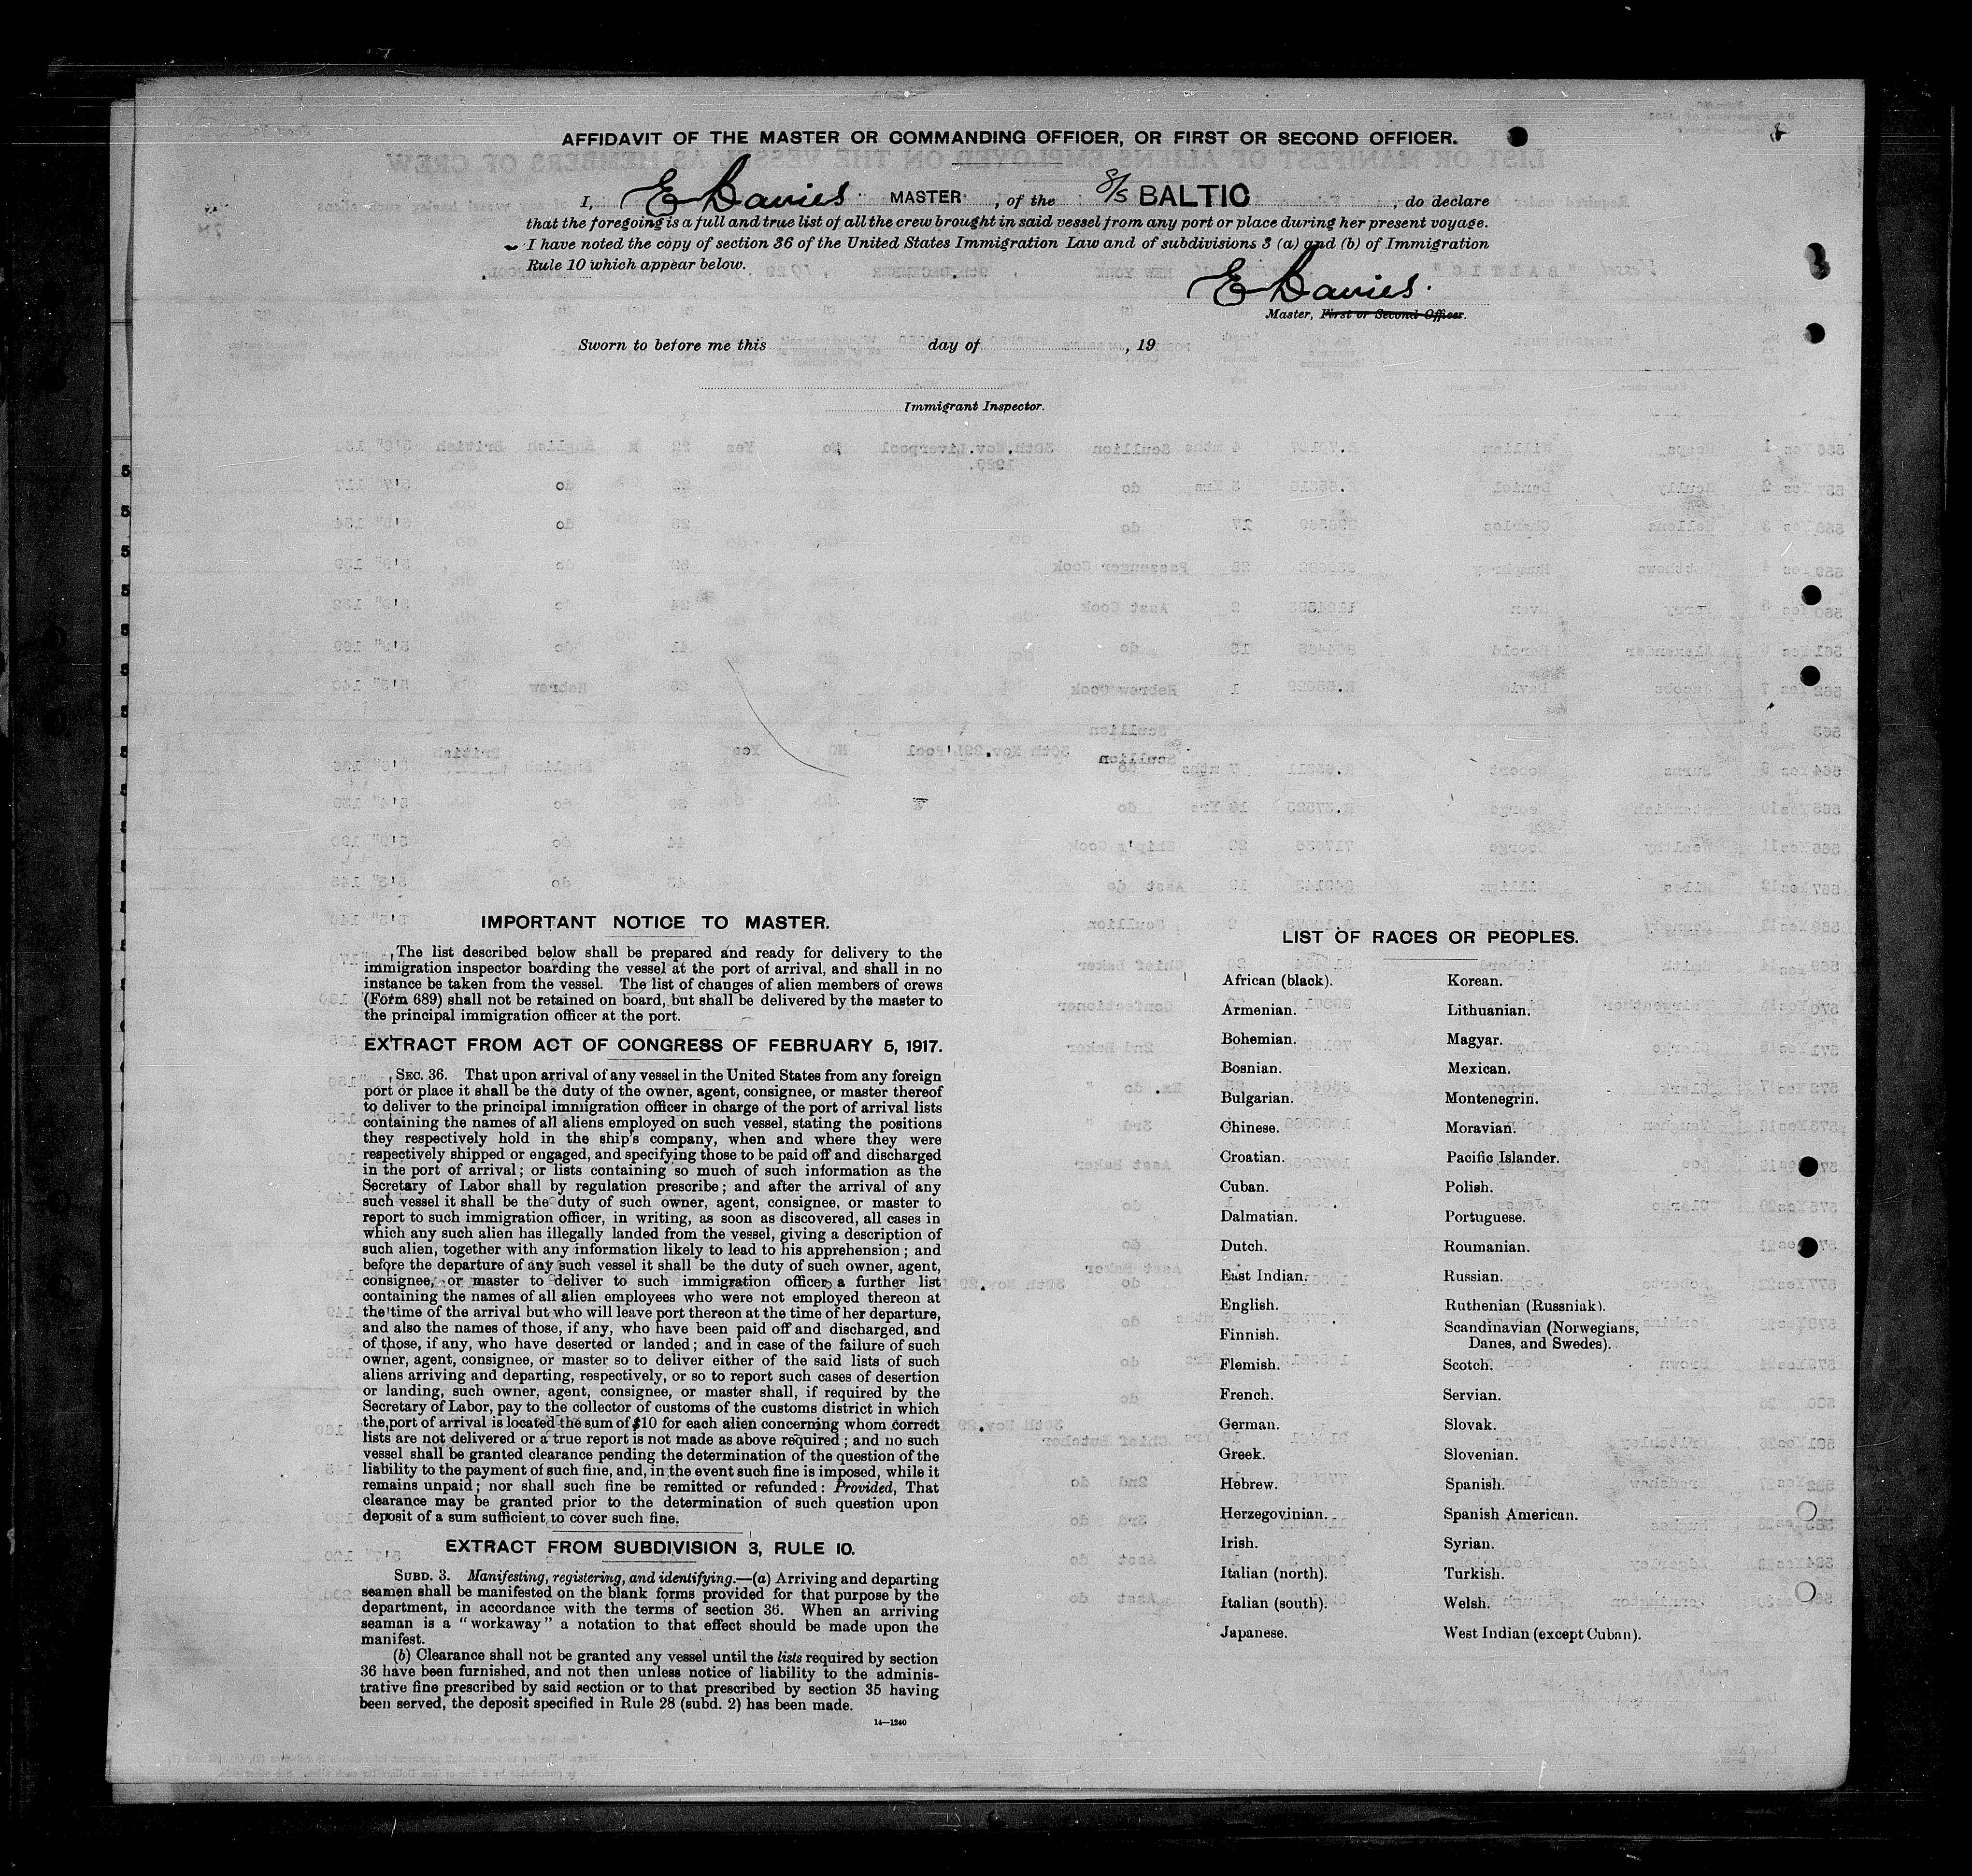 AFFIDAVIT OF THE MASTER OR COMMANDING OFFICER, OR FIRST OR SECOND OFFICER.
I, E Davies MASTER, of the S/S BALTIC, do declare
that the foregoing is a full and true list of all the crew brought in said vessel from any port or place during her present voyage.
I have noted the copy of section 36 of the United States Immigration Law and of subdivisions 3 (a) and (b) of Immigration
Rule 10 which appear below.
E Davies.
Master, First or Second Officer.
Sworn to before me this day of , 19
Immigrant Inspector.
IMPORTANT NOTICE TO MASTER.
The list described below shall be prepared and ready for delivery to the
immigration inspector boarding the vessel at the port of arrival, and shall in no
instance be taken from the vessel. The list of changes of alien members of crews
(Form 689) shall not be retained on board, but shall be delivered by the master to
the principal immigration officer at the port.
EXTRACT FROM ACT OF CONGRESS OF FEBRUARY 5, 1917.
SEC. 36. That upon arrival of any vessel in the United States from any foreign
port or place it shall be the duty of the owner, agent, consignee, or master thereof
to deliver to the principal immigration officer in charge of the port of arrival lists
containing the names of all aliens employed on such vessel, stating the positions
they respectively hold in the ship's company, when and where they were
respectively shipped or engaged, and specifying those to be paid off and discharged
in the port of arrival; or lists containing so much of such information as the
Secretary of Labor shall by regulation prescribe; and after the arrival of any
such vessel it shall be the duty of such owner, agent, consignee, or master to
report to such immigration officer, in writing, as soon as discovered, all cases in
which any such alien has illegally landed from the vessel, giving a description of
such alien, together with any information likely to lead to his apprehension; and
before the departure of any such vessel it shall be the duty of such owner, agent,
consignee, or master to deliver to such immigration officer a further list
containing the names of all alien employees who were not employed thereon at
the time of the arrival but who will leave port thereon at the time of her departure,
and also the names of those, if any, who have been paid off and discharged, and
of those, if any, who have deserted or landed; and in case of the failure of such
owner, agent, consignee, or master so to deliver either of the said lists of such
aliens arriving and departing, respectively, or so to report such cases of desertion
or landing, such owner, agent, consignee, or master shall, if required by the
Secretary of Labor, pay to the collector of customs of the customs district in which
the port of arrival is located the sum of $10 for each alien concerning whom correct
lists are not delivered or a true report is not made as above required; and no such
vessel shall be granted clearance pending the determination of the question of the
liability to the payment of such fine, and, in the event such fine is imposed, while it
remains unpaid; nor shall such fine be remitted or refunded: Provided, That
clearance may be granted prior to the determination of such question upon
deposit of a sum sufficient to cover such fine.
EXTRACT FROM SUBDIVISION 3, RULE 10.
SUBD. 3. Manifesting, registering, and identifying.—(a) Arriving and departing
seamen shall be manifested on the blank forms provided for that purpose by the
department, in accordance with the terms of section 36. When an arriving
seaman is a "workaway" a notation to that effect should be made upon the
manifest.
(b) Clearance shall not be granted any vessel until the lists required by section
36 have been furnished, and not then unless notice of liability to the adminis-
trative fine prescribed by said section or to that prescribed by section 35 having
been served, the deposit specified in Rule 28 (subd. 2) has been made.
14—1240
LIST OF RACES OR PEOPLES.
African (black).
Armenian.
Bohemian.
Bosnian.
Bulgarian.
Chinese.
Croatian.
Cuban.
Dalmatian.
Dutch.
East Indian.
English.
Finnish.
Flemish.
French.
German.
Greek.
Hebrew.
Herzegovinian.
Irish.
Italian (north).
Italian (south).
Japanese.
Korean.
Lithuanian.
Magyar.
Mexican.
Montenegrin.
Moravian.
Pacific Islander.
Polish.
Portuguese.
Roumanian.
Russian.
Ruthenian (Russniak).
Scandinavian (Norwegians,
Danes, and Swedes).
Scotch.
Servian.
Slovak.
Slovenian.
Spanish.
Spanish American.
Syrian.
Turkish.
Welsh.
West Indian (except Cuban).